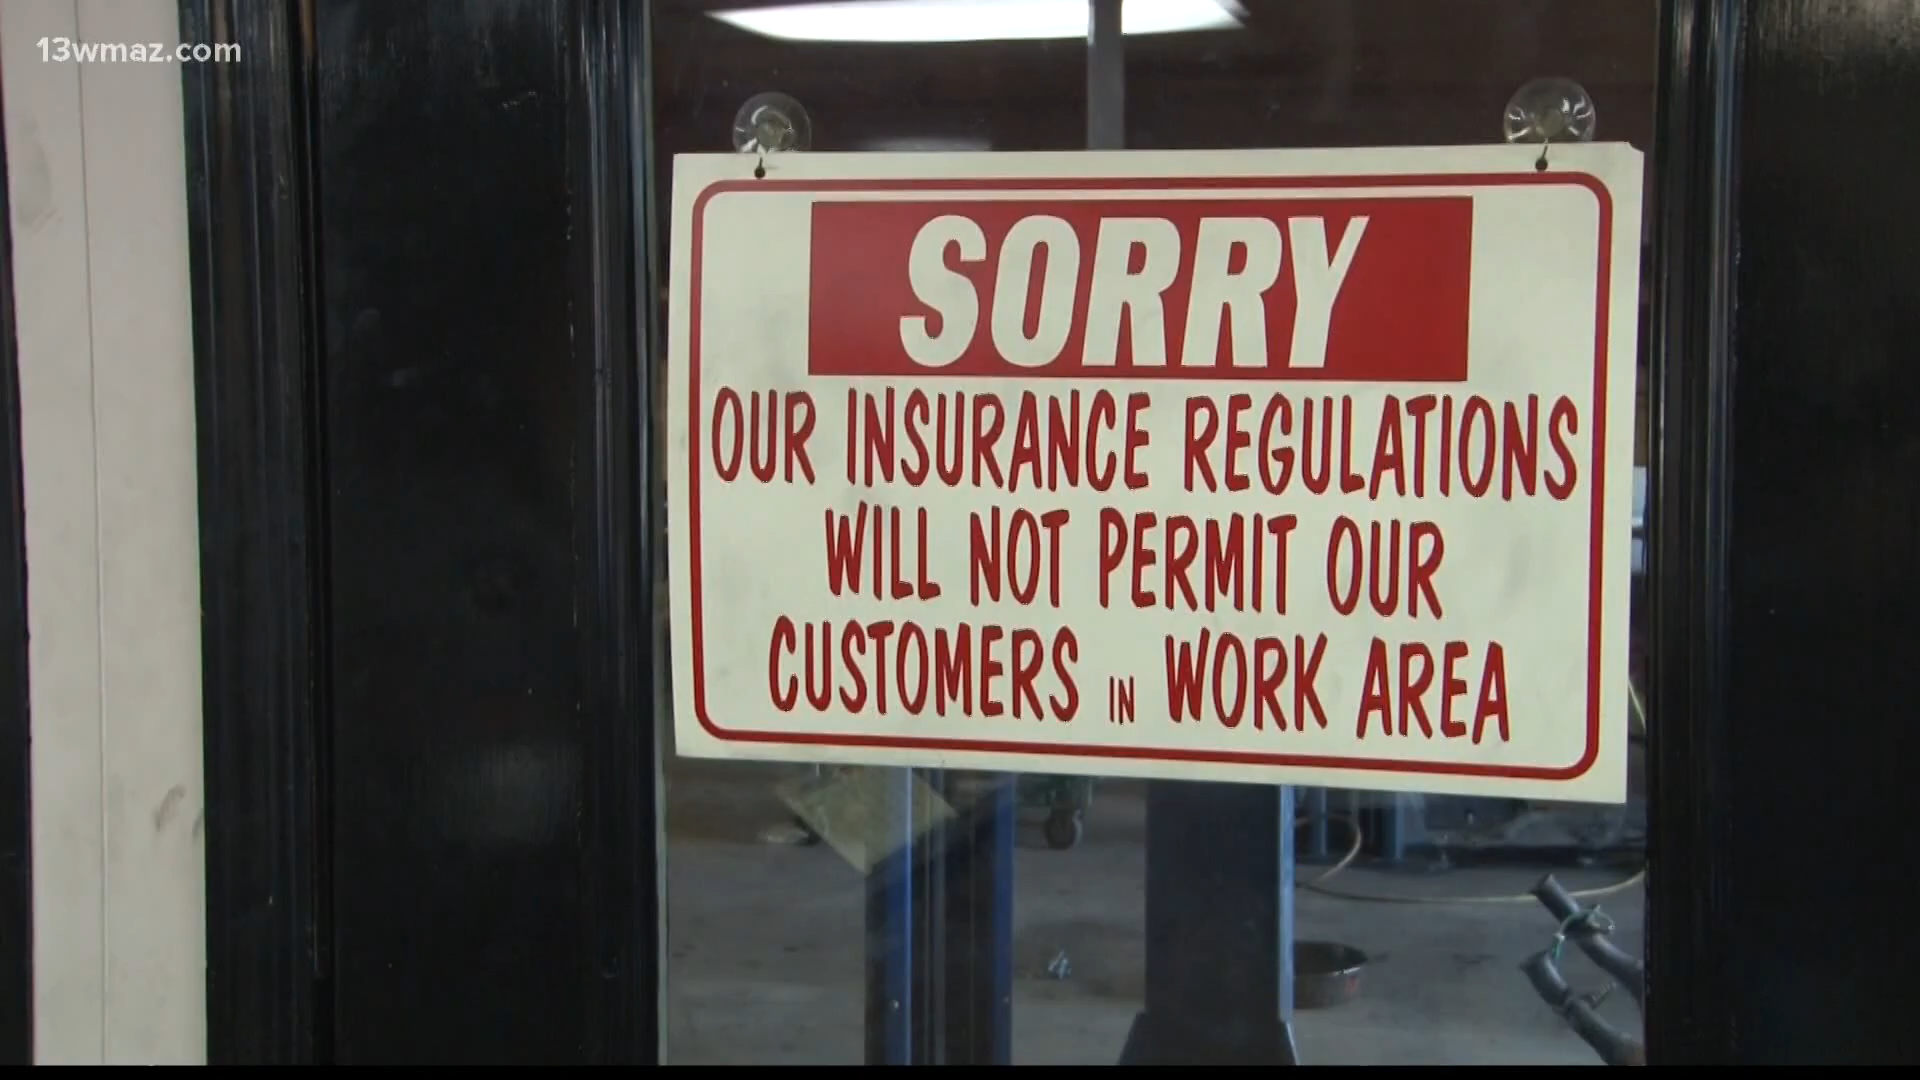 13wmaz.com
SORRY
OUR INSURANCE REGULATIONS
WILL NOT PERMIT OUR
CUSTOMERS IN WORK AREA